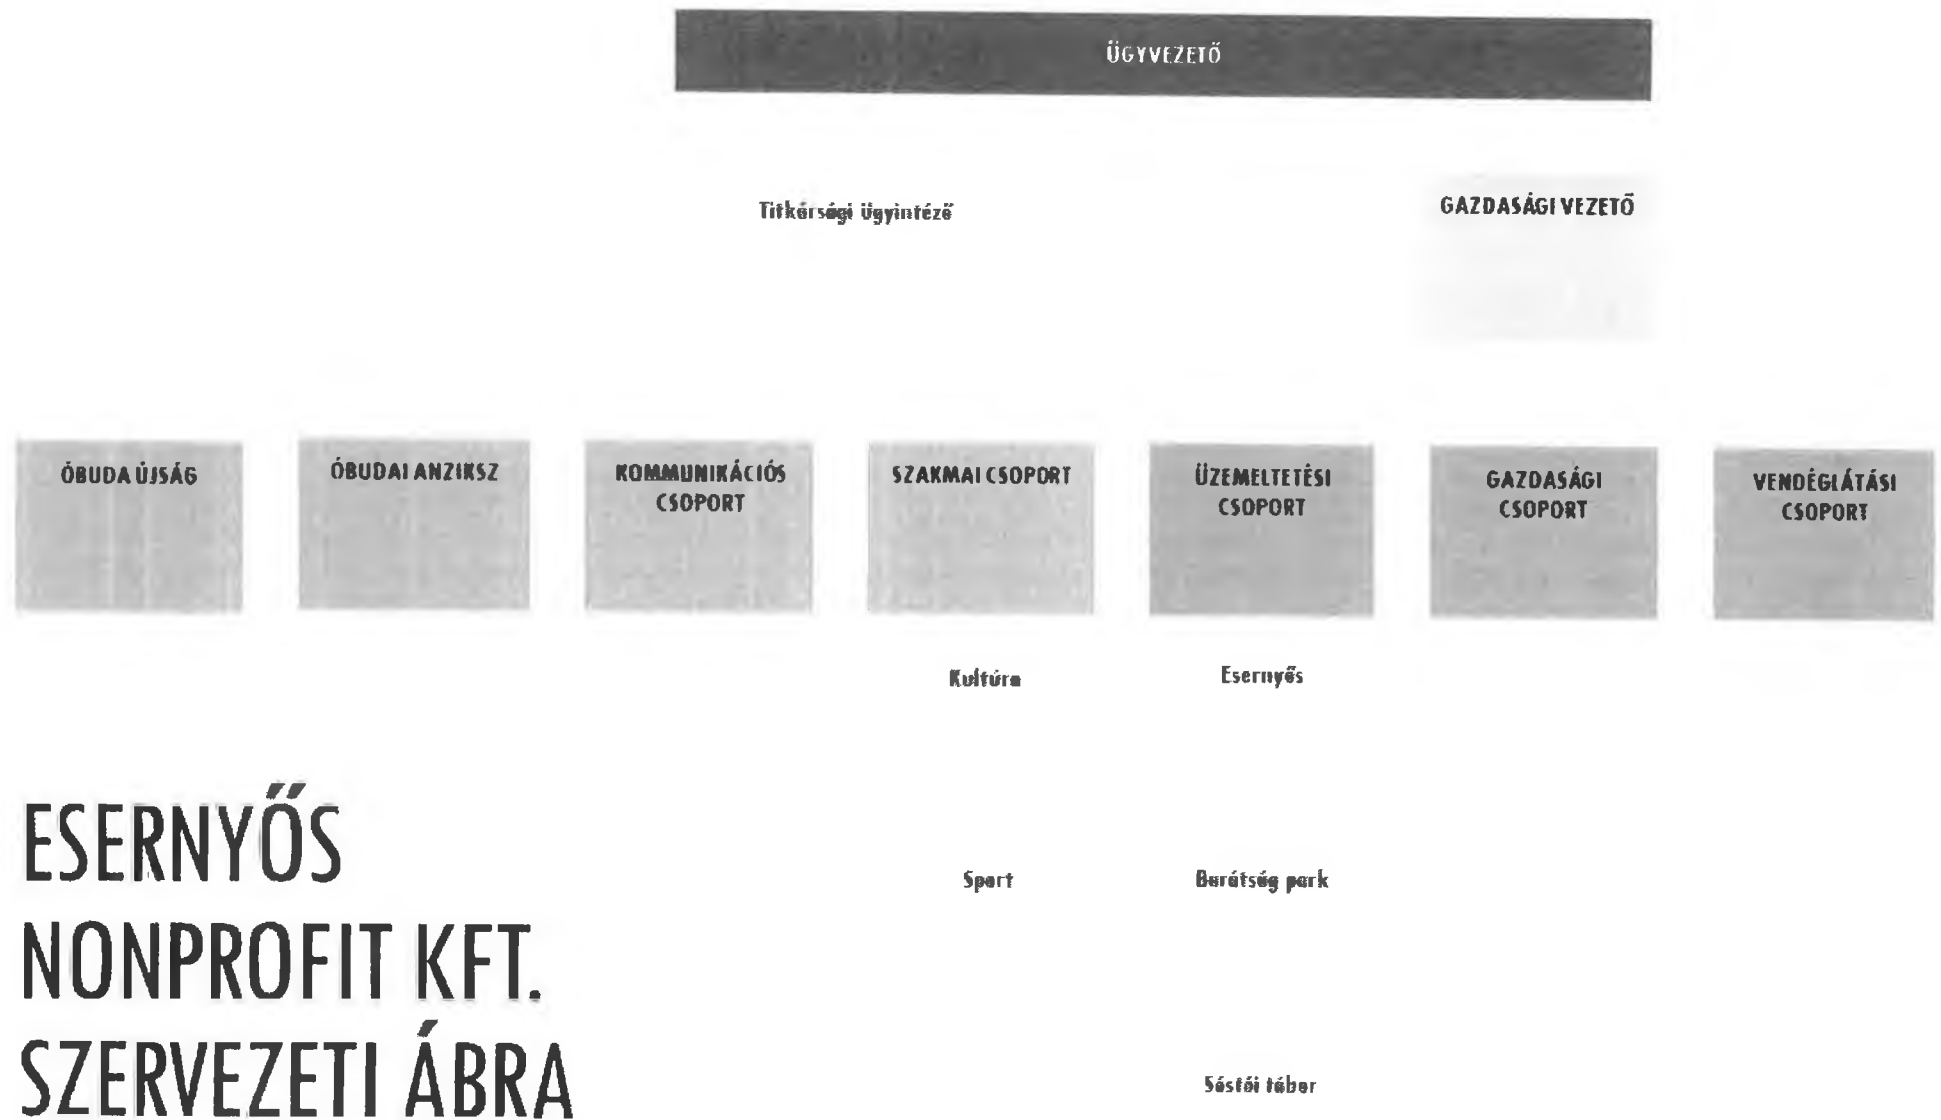 ÜGYVEZETŐ
Titkársági ügyintéző
GAZDASÁGI VEZETŐ
ÓBUDA ÚJSÁG
ÓBUDAI ANZIKSZ
KOMMUNIKÁCIÓS
CSOPORT
SZAKMAI CSOPORT
ÜZEMELTETÉSI
CSOPORT
GAZDASÁGI
CSOPORT
VENDÉGLÁTÁSI
CSOPORT
Kultúra
Esernyős
Sport
Barátság park
Sóstói tábor
ESERNYŐS
NONPROFIT KFT.
SZERVEZETI ÁBRA